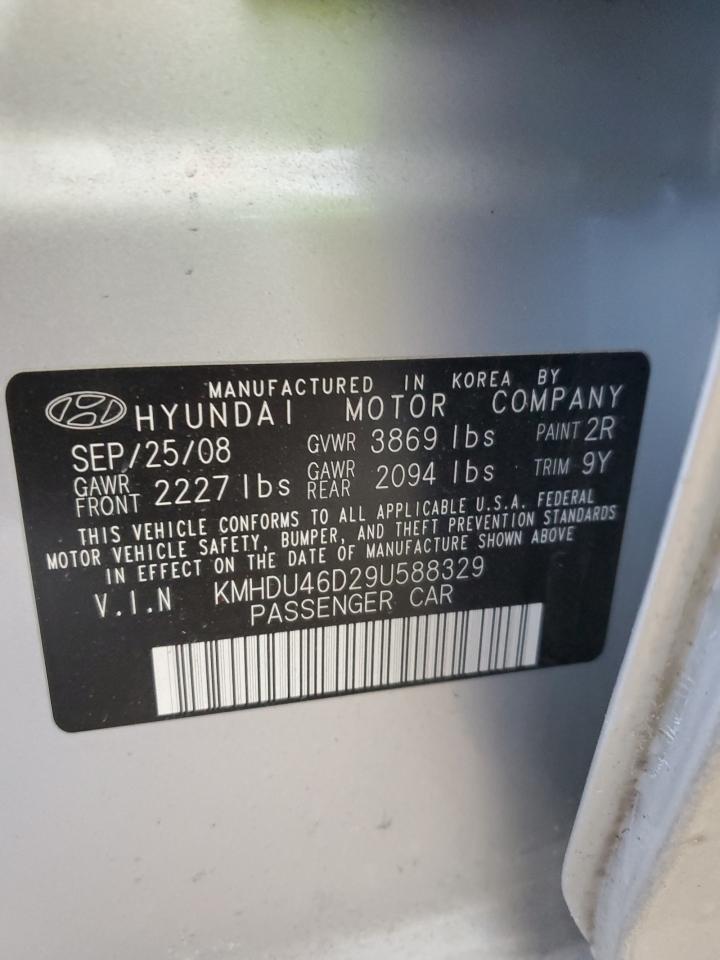 MANUFACTURED IN KOREA BY
HYUNDAI MOTOR COMPANY
SEP/25/08 GVWR 3869 lbs PAINT 2R
GAWR FRONT 2227 lbs GAWR REAR 2094 lbs TRIM 9Y
THIS VEHICLE CONFORMS TO ALL APPLICABLE U.S.A. FEDERAL
MOTOR VEHICLE SAFETY, BUMPER, AND THEFT PREVENTION STANDARDS
IN EFFECT ON THE DATE OF MANUFACTURE SHOWN ABOVE
V.I.N KMHDU46D29U588329
PASSENGER CAR